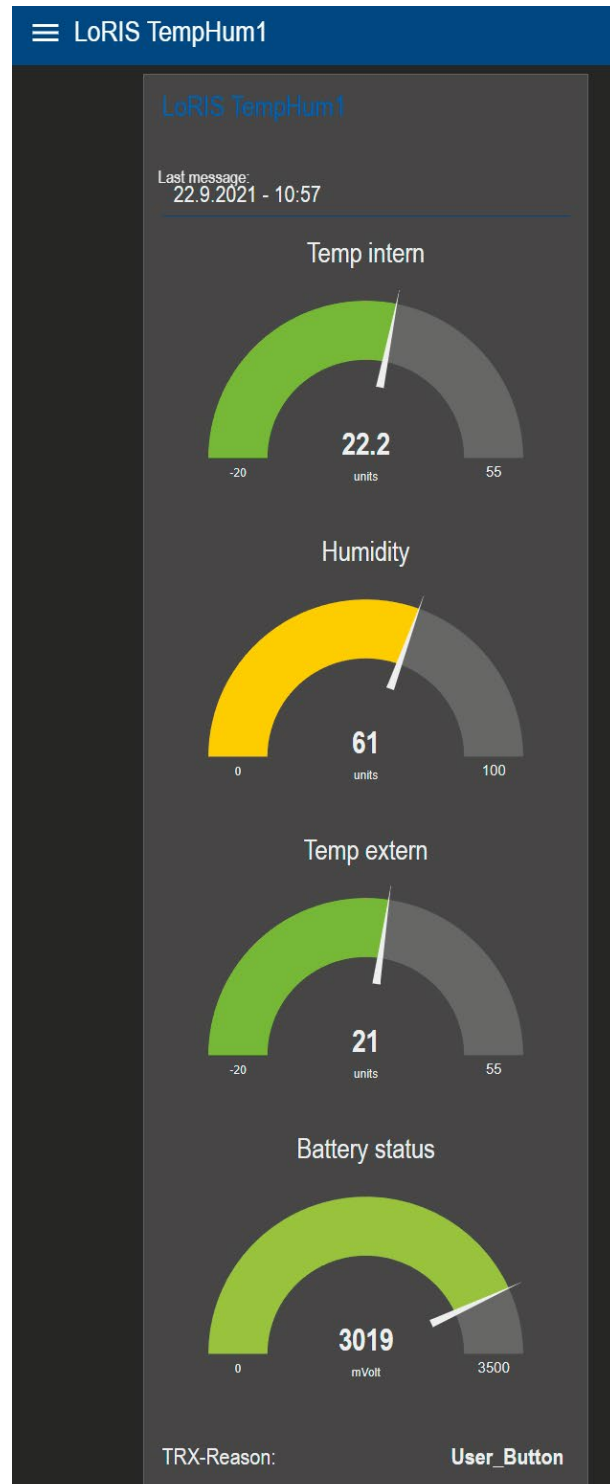 LoRIS TempHum1
LoRIS TempHum1
Last message:
22.9.2021 - 10:57
Temp intern
22.2
units
-20
55
Humidity
61
units
0
100
Temp extern
21
units
-20
55
Battery status
3019
mVolt
0
3500
TRX-Reason: User_Button